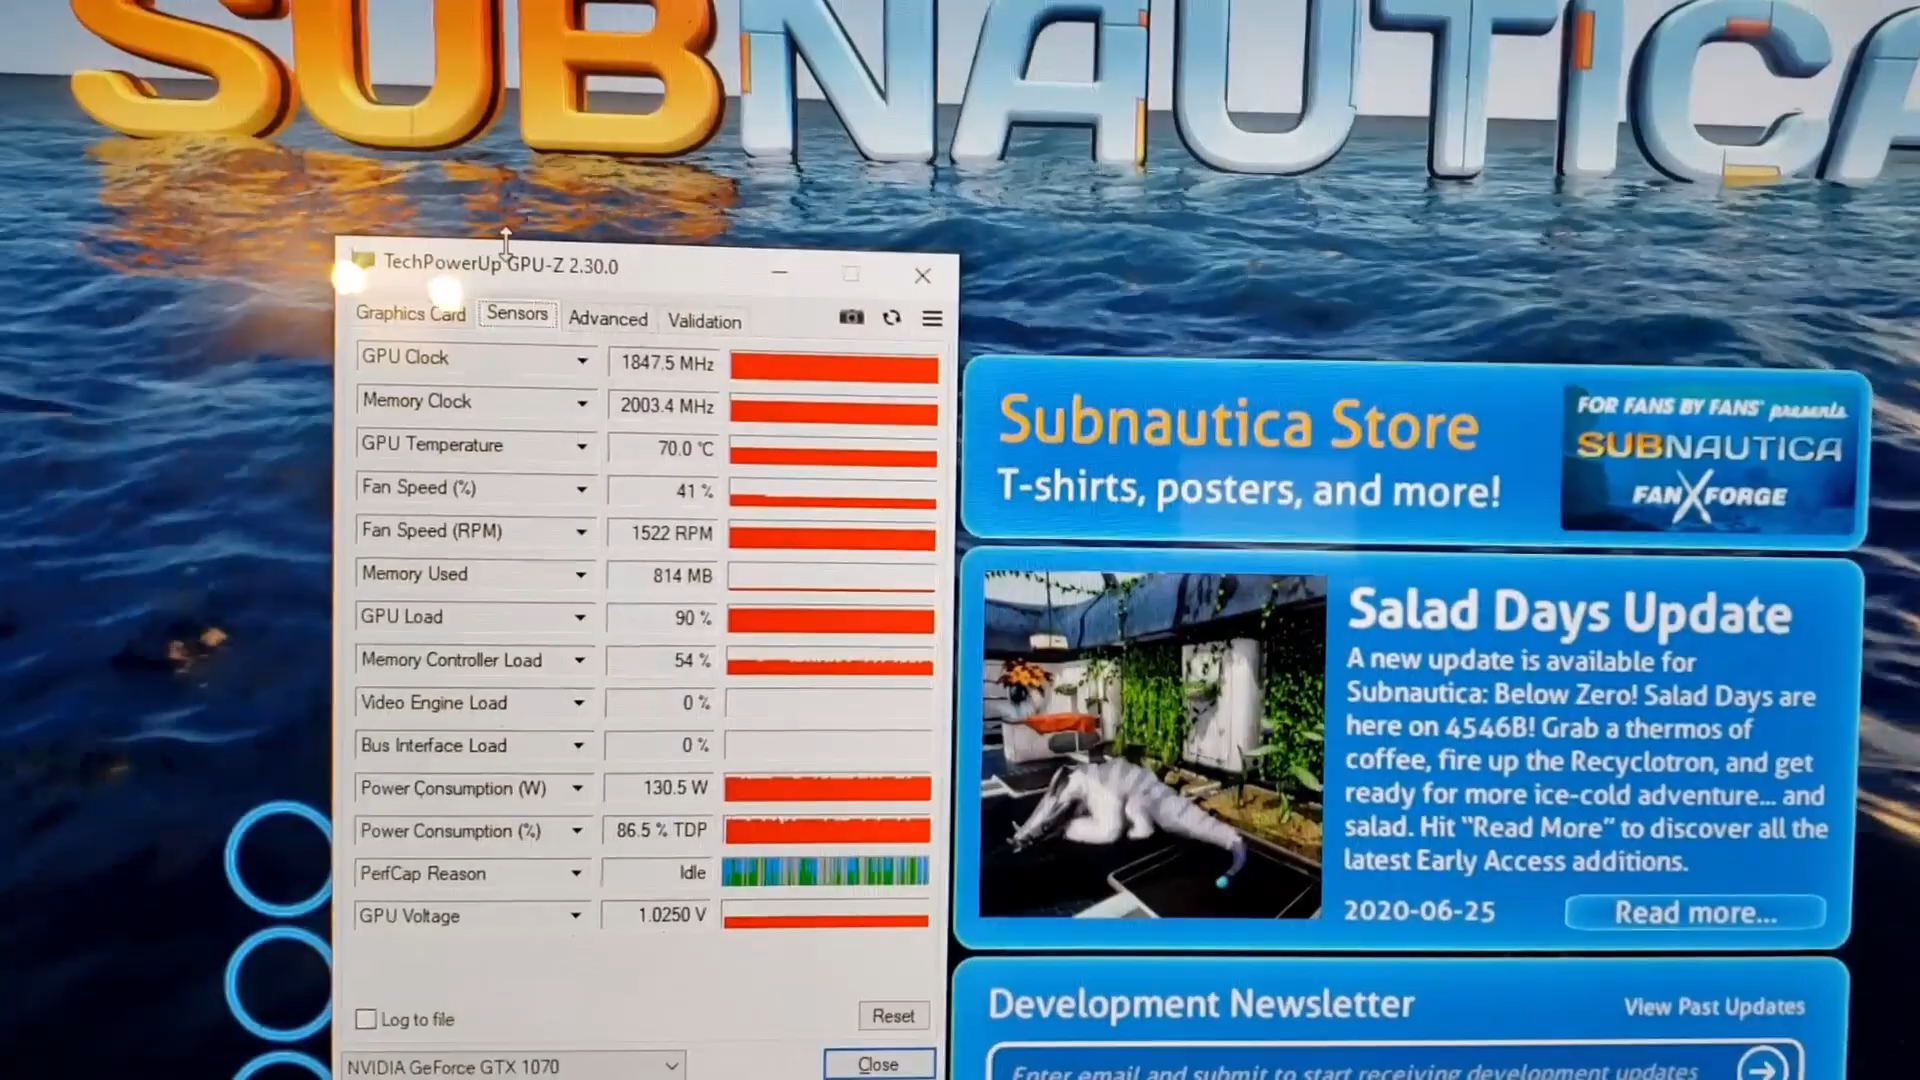 SUBNAUTICA
TechPowerUp GPU-Z 2.30.0
Graphics Card Sensors Advanced Validation
GPU Clock 1847.5 MHz
Memory Clock 2003.4 MHz
GPU Temperature 70.0 °C
Fan Speed (%) 41 %
Fan Speed (RPM) 1522 RPM
Memory Used 814 MB
GPU Load 90 %
Memory Controller Load 54 %
Video Engine Load 0 %
Bus Interface Load 0 %
Power Consumption (W) 130.5 W
Power Consumption (%) 86.5 % TDP
PerfCap Reason Idle
GPU Voltage 1.0250 V
Log to file
Reset
NVIDIA GeForce GTX 1070
Close
Subnautica Store
T-shirts, posters, and more!
FOR FANS BY FANS presents
SUBNAUTICA
FAN FORGE
Salad Days Update
A new update is available for
Subnautica: Below Zero! Salad Days are
here on 4546B! Grab a thermos of
coffee, fire up the Recyclotron, and get
ready for more ice-cold adventure... and
salad. Hit "Read More" to discover all the
latest Early Access additions.
2020-06-25
Read more...
Development Newsletter
View Past Updates
Enter email and submit to start receiving development updates